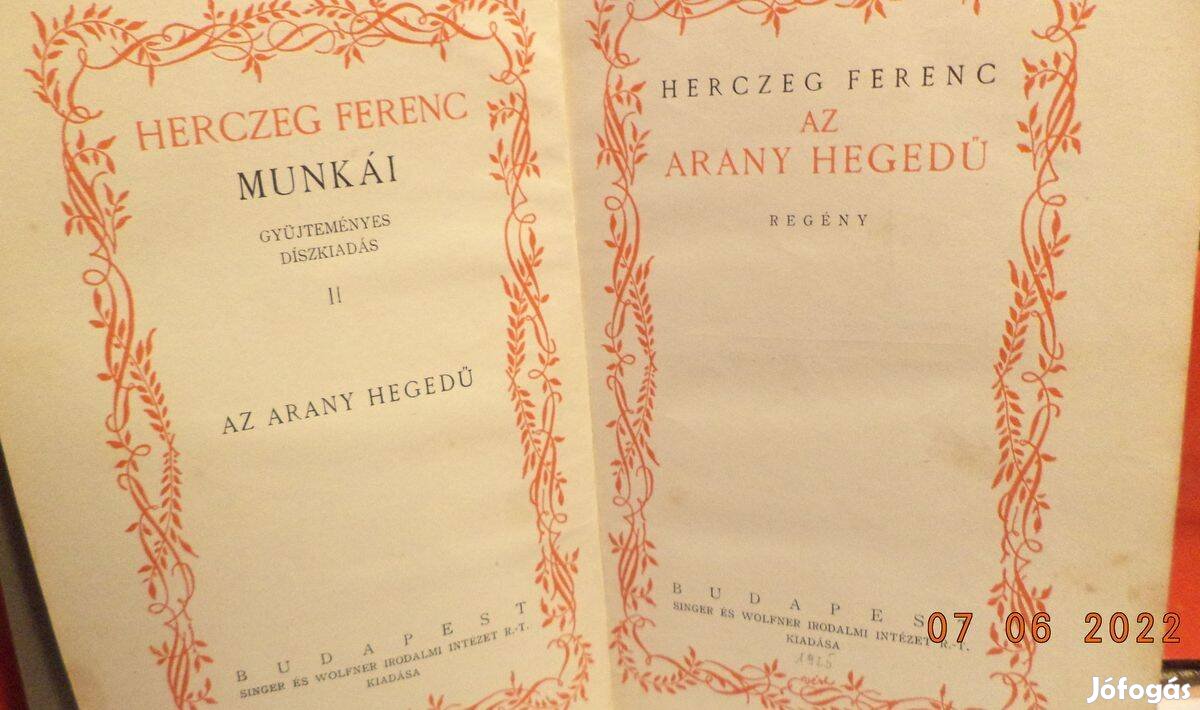 HERCZEG FERENC
MUNKÁI
GYÜJTEMÉNYES
DÍSZKIADÁS
II
AZ ARANY HEGEDŰ
BUDAPEST
SINGER ÉS WOLFNER IRODALMI INTÉZET R.-T.
KIADÁSA
HERCZEG FERENC
AZ
ARANY HEGEDŰ
REGÉNY
BUDAPEST
SINGER ÉS WOLFNER IRODALMI INTÉZET R.-T.
KIADÁSA
07 06 2022
Jófogás